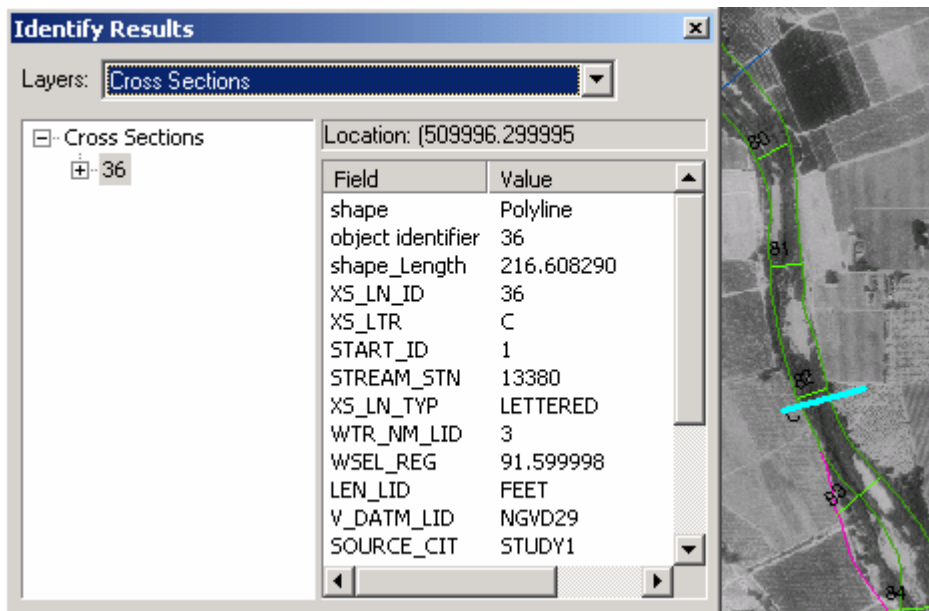 Identify Results
Layers: Cross Sections
Cross Sections
36
Location: (509996.299995
Field Value
shape Polyline
object identifier 36
shape_Length 216.608290
XS_LN_ID 36
XS_LTR C
START_ID 1
STREAM_STN 13380
XS_LN_TYP LETTERED
WTR_NM_LID 3
WSEL_REG 91.599998
LEN_LID FEET
V_DATM_LID NGVD29
SOURCE_CIT STUDY1
80
81
82
C
83
84